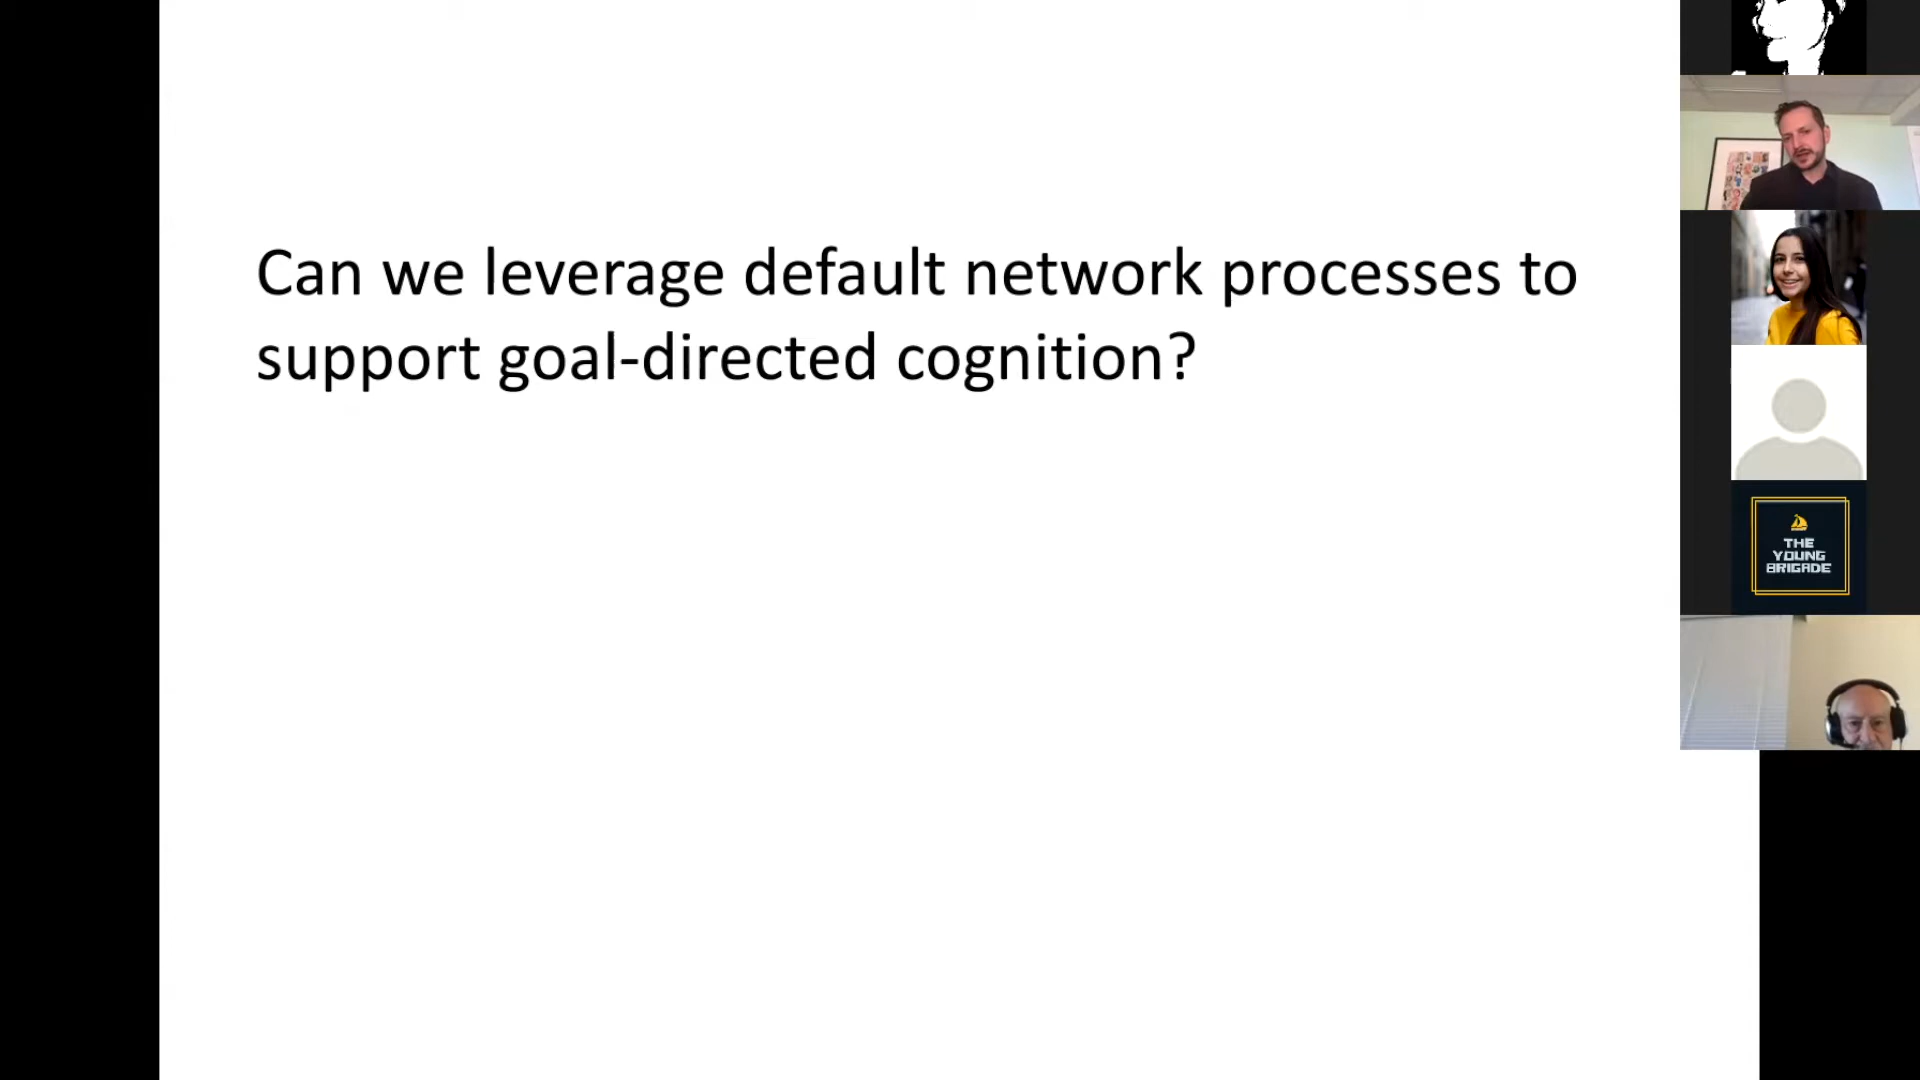 Can we leverage default network processes to
support goal-directed cognition?
THE
YOUNG
BRIGADE